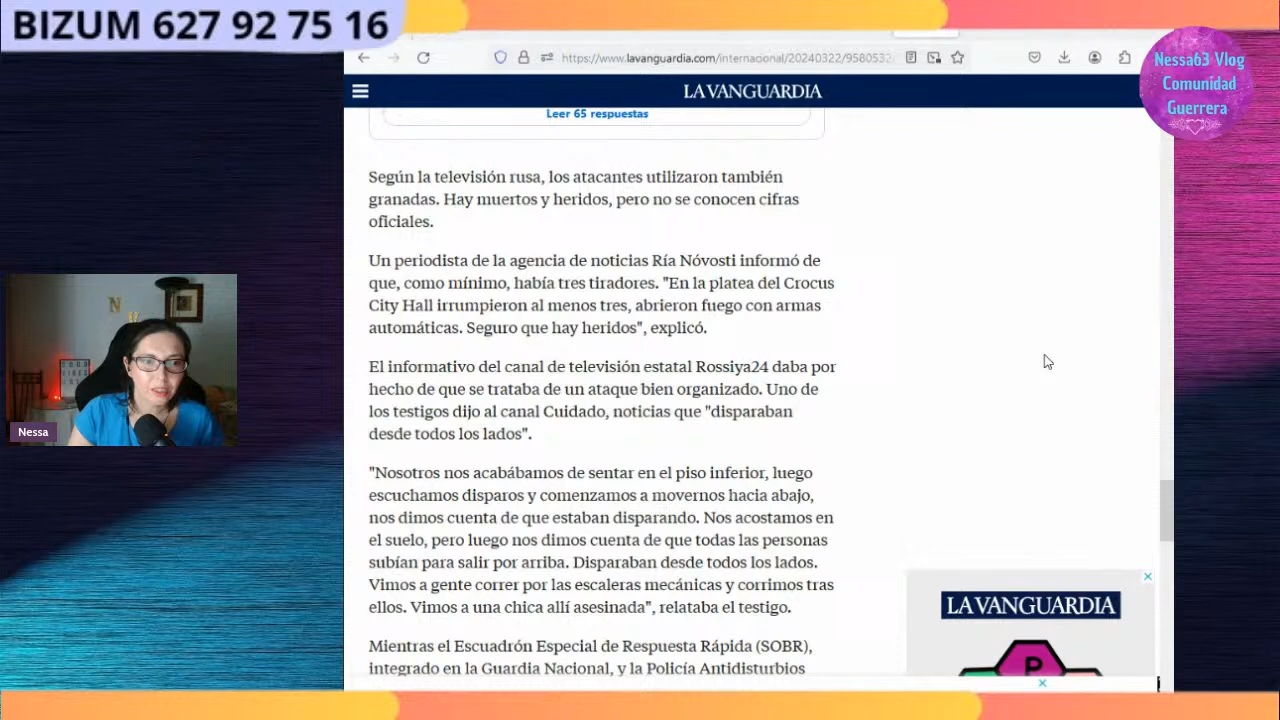 BIZUM 627 92 75 16
https://www.lavanguardia.com/internacional/20240322/9580532
Nessa63 Vlog
Comunidad
Guerrera
LA VANGUARDIA
Leer 65 respuestas
Según la televisión rusa, los atacantes utilizaron también
granadas. Hay muertos y heridos, pero no se conocen cifras
oficiales.
Un periodista de la agencia de noticias Ría Nóvosti informó de
que, como mínimo, había tres tiradores. "En la platea del Crocus
City Hall irrumpieron al menos tres, abrieron fuego con armas
automáticas. Seguro que hay heridos", explicó.
El informativo del canal de televisión estatal Rossiya24 daba por
hecho de que se trataba de un ataque bien organizado. Uno de
los testigos dijo al canal Cuidado, noticias que "disparaban
desde todos los lados".
"Nosotros nos acabábamos de sentar en el piso inferior, luego
escuchamos disparos y comenzamos a movernos hacia abajo,
nos dimos cuenta de que estaban disparando. Nos acostamos en
el suelo, pero luego nos dimos cuenta de que todas las personas
subían para salir por arriba. Disparaban desde todos los lados.
Vimos a gente correr por las escaleras mecánicas y corrimos tras
ellos. Vimos a una chica allí asesinada", relataba el testigo.
Mientras el Escuadrón Especial de Respuesta Rápida (SOBR),
integrado en la Guardia Nacional, y la Policía Antidisturbios
Nessa
LA VANGUARDIA
P